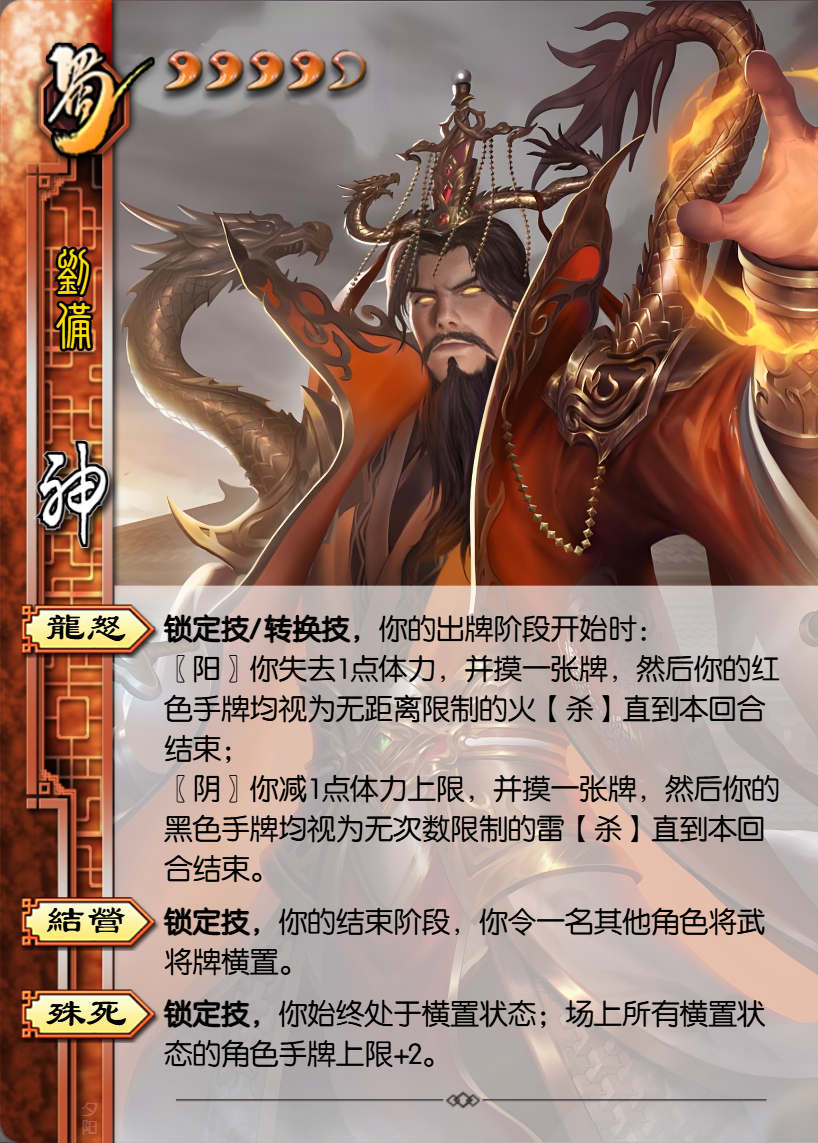 蜀
劉備
神
龍怒
锁定技/转换技，你的出牌阶段开始时：
〖阳〗你失去1点体力，并摸一张牌，然后你的红
色手牌均视为无距离限制的火【杀】直到本回合
结束；
〖阴〗你减1点体力上限，并摸一张牌，然后你的
黑色手牌均视为无次数限制的雷【杀】直到本回
合结束。
結營
锁定技，你的结束阶段，你令一名其他角色将武
将牌横置。
殊死
锁定技，你始终处于横置状态；场上所有横置状
态的角色手牌上限+2。
夕阳